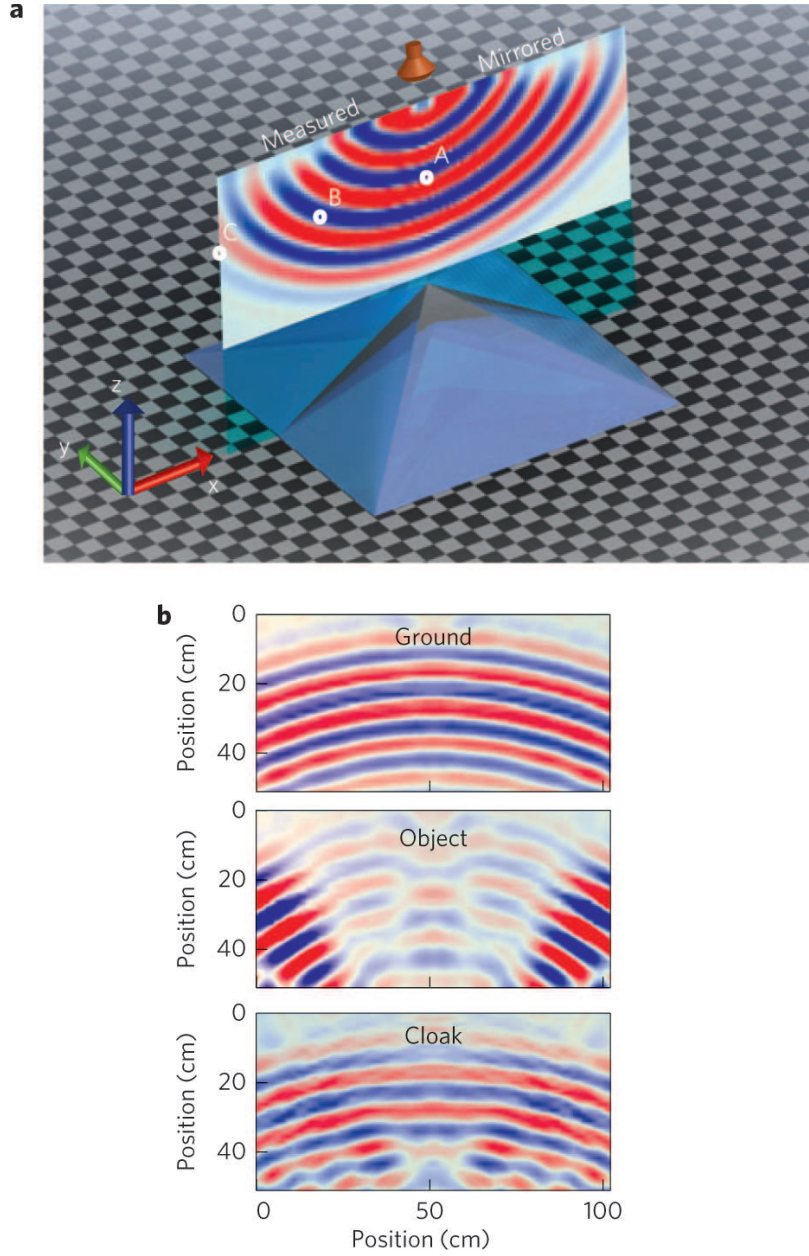 a
Measured
Mirrored
A
B
C
z
y
x
b
0
20
40
Position (cm)
Ground
0
20
40
Position (cm)
Object
0
20
40
Position (cm)
Cloak
0
50
100
Position (cm)